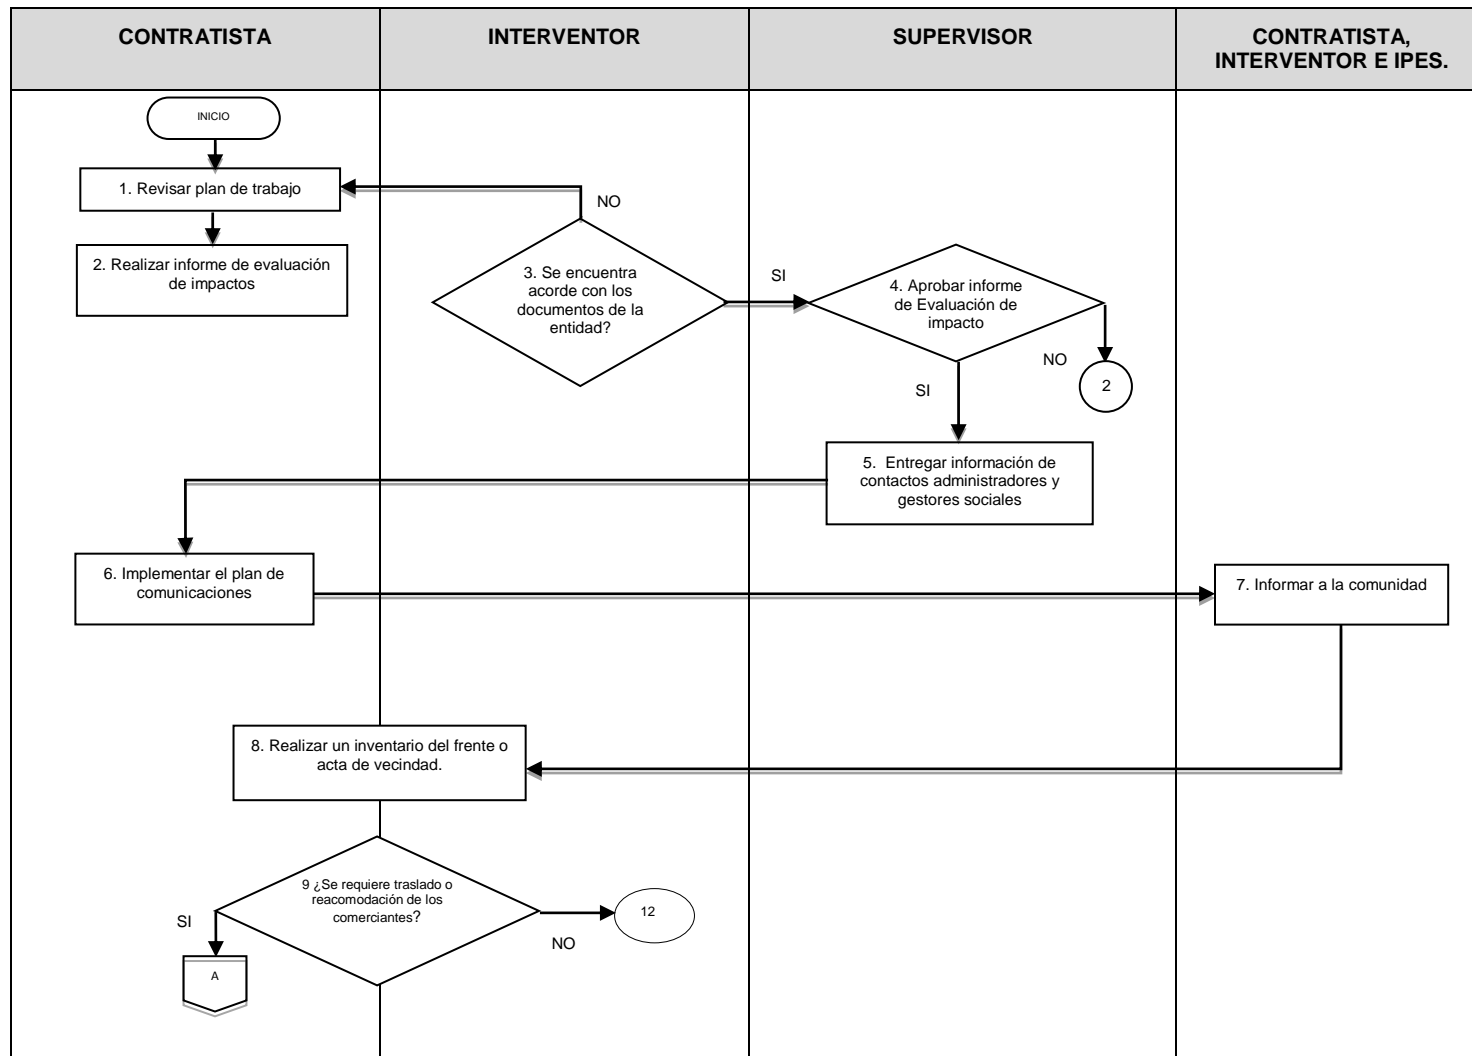 CONTRATISTA
INTERVENTOR
SUPERVISOR
CONTRATISTA,
INTERVENTOR E IPES.
INICIO
1. Revisar plan de trabajo
NO
2. Realizar informe de evaluación
de impactos
3. Se encuentra
acorde con los
documentos de la
entidad?
SI
4. Aprobar informe
de Evaluación de
impacto
NO
2
SI
5. Entregar información de
contactos administradores y
gestores sociales
6. Implementar el plan de
comunicaciones
7. Informar a la comunidad
8. Realizar un inventario del frente o
acta de vecindad.
9 ¿Se requiere traslado o
reacomodación de los
comerciantes?
SI
A
NO
12